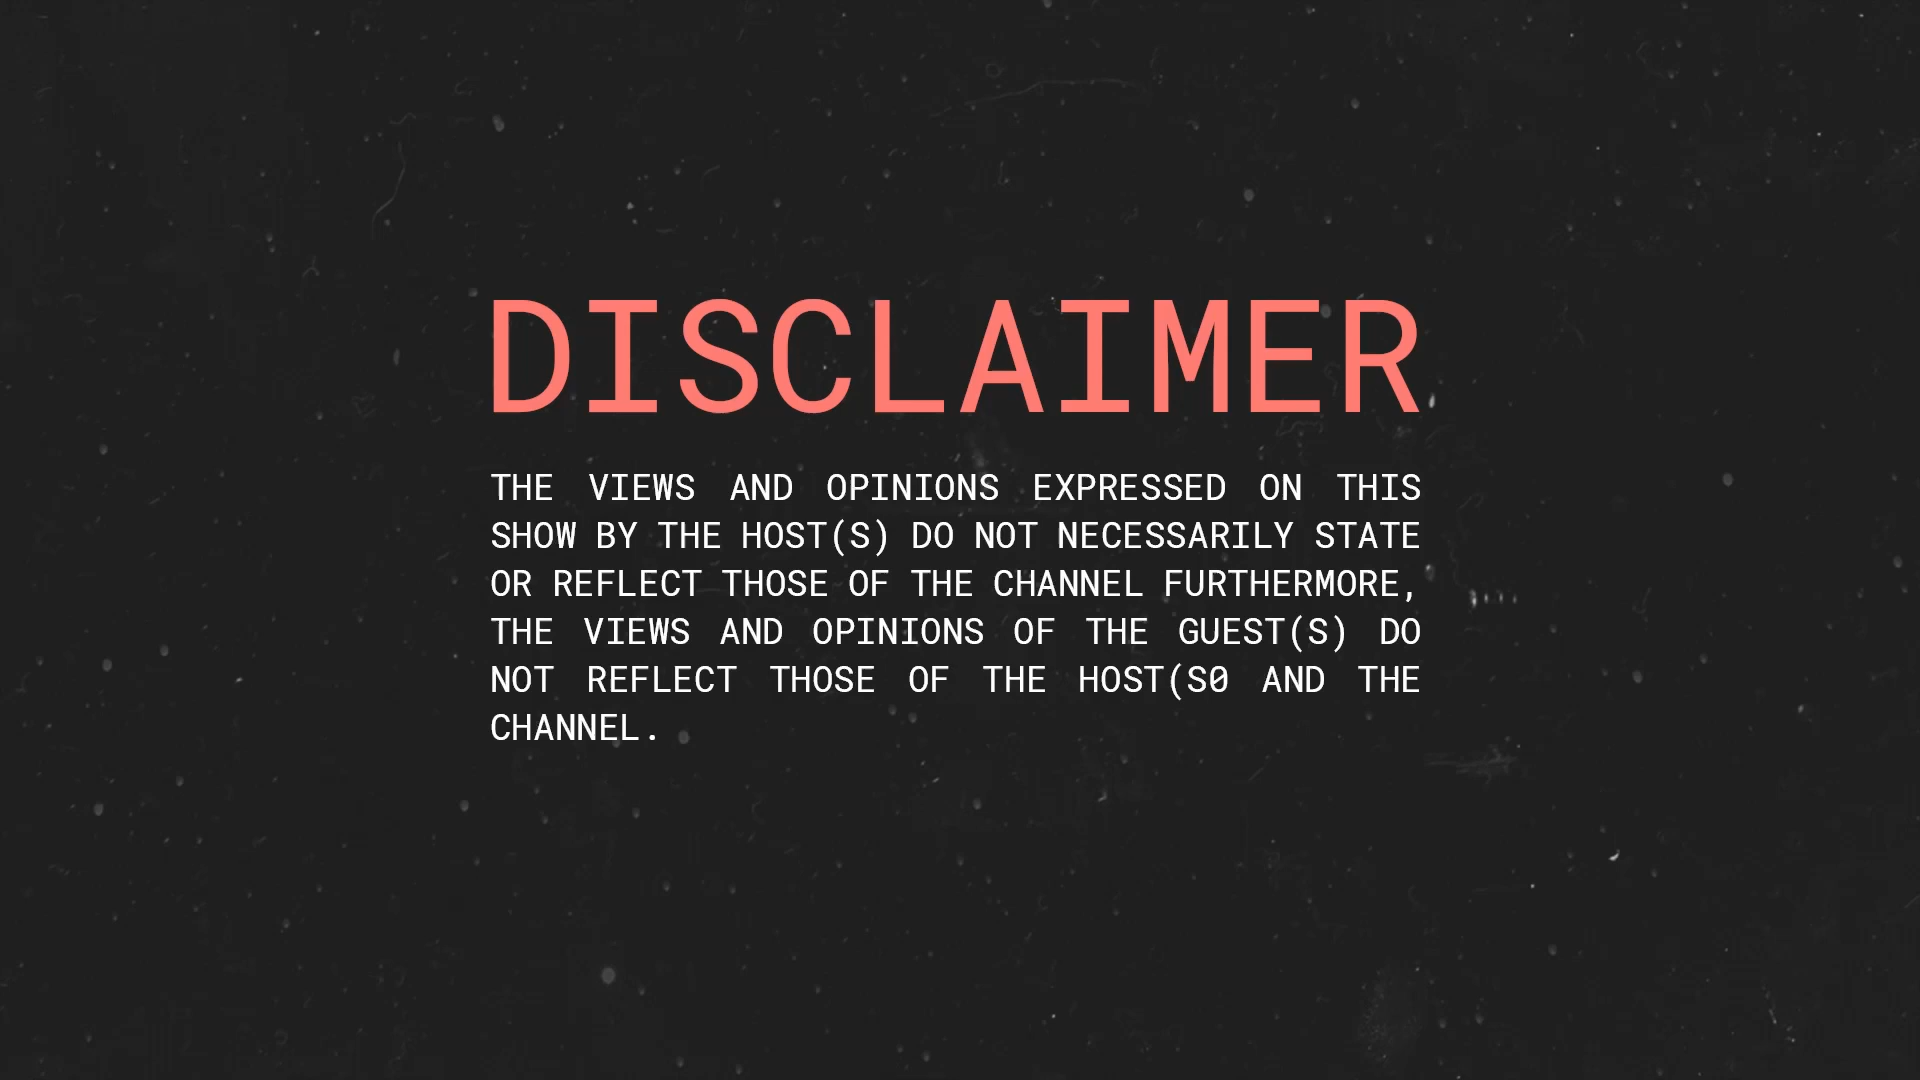 DISCLAIMER
THE VIEWS AND OPINIONS EXPRESSED ON THIS
SHOW BY THE HOST(S) DO NOT NECESSARILY STATE
OR REFLECT THOSE OF THE CHANNEL FURTHERMORE,
THE VIEWS AND OPINIONS OF THE GUEST(S) DO
NOT REFLECT THOSE OF THE HOST(S0 AND THE
CHANNEL.